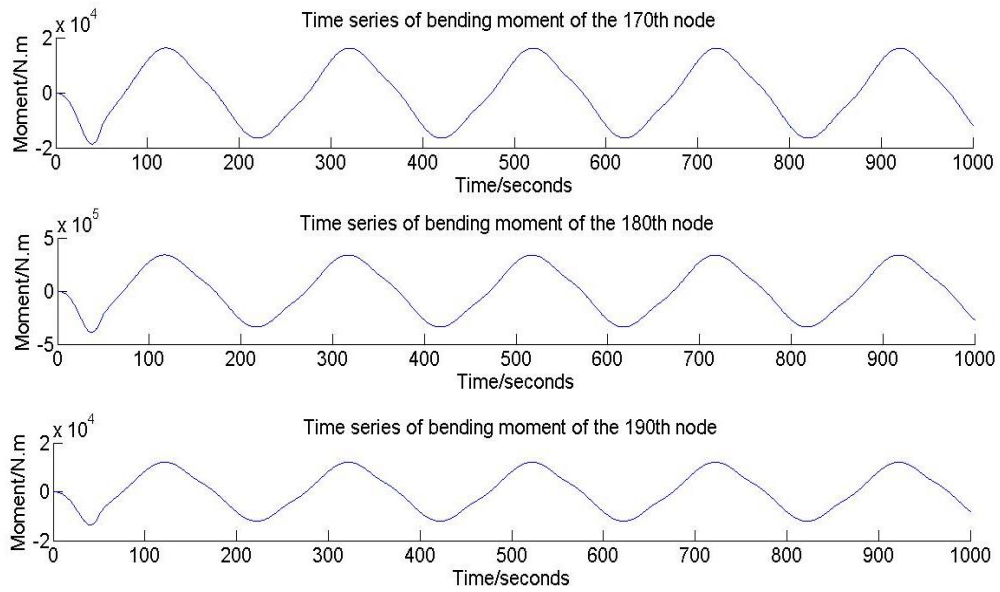 Time series of bending moment of the 170th node
x 10^4
Moment/N.m
2
0
-2
0 100 200 300 400 500 600 700 800 900 1000
Time/seconds
Time series of bending moment of the 180th node
x 10^5
Moment/N.m
5
0
-5
0 100 200 300 400 500 600 700 800 900 1000
Time/seconds
Time series of bending moment of the 190th node
x 10^4
Moment/N.m
2
0
-2
0 100 200 300 400 500 600 700 800 900 1000
Time/seconds